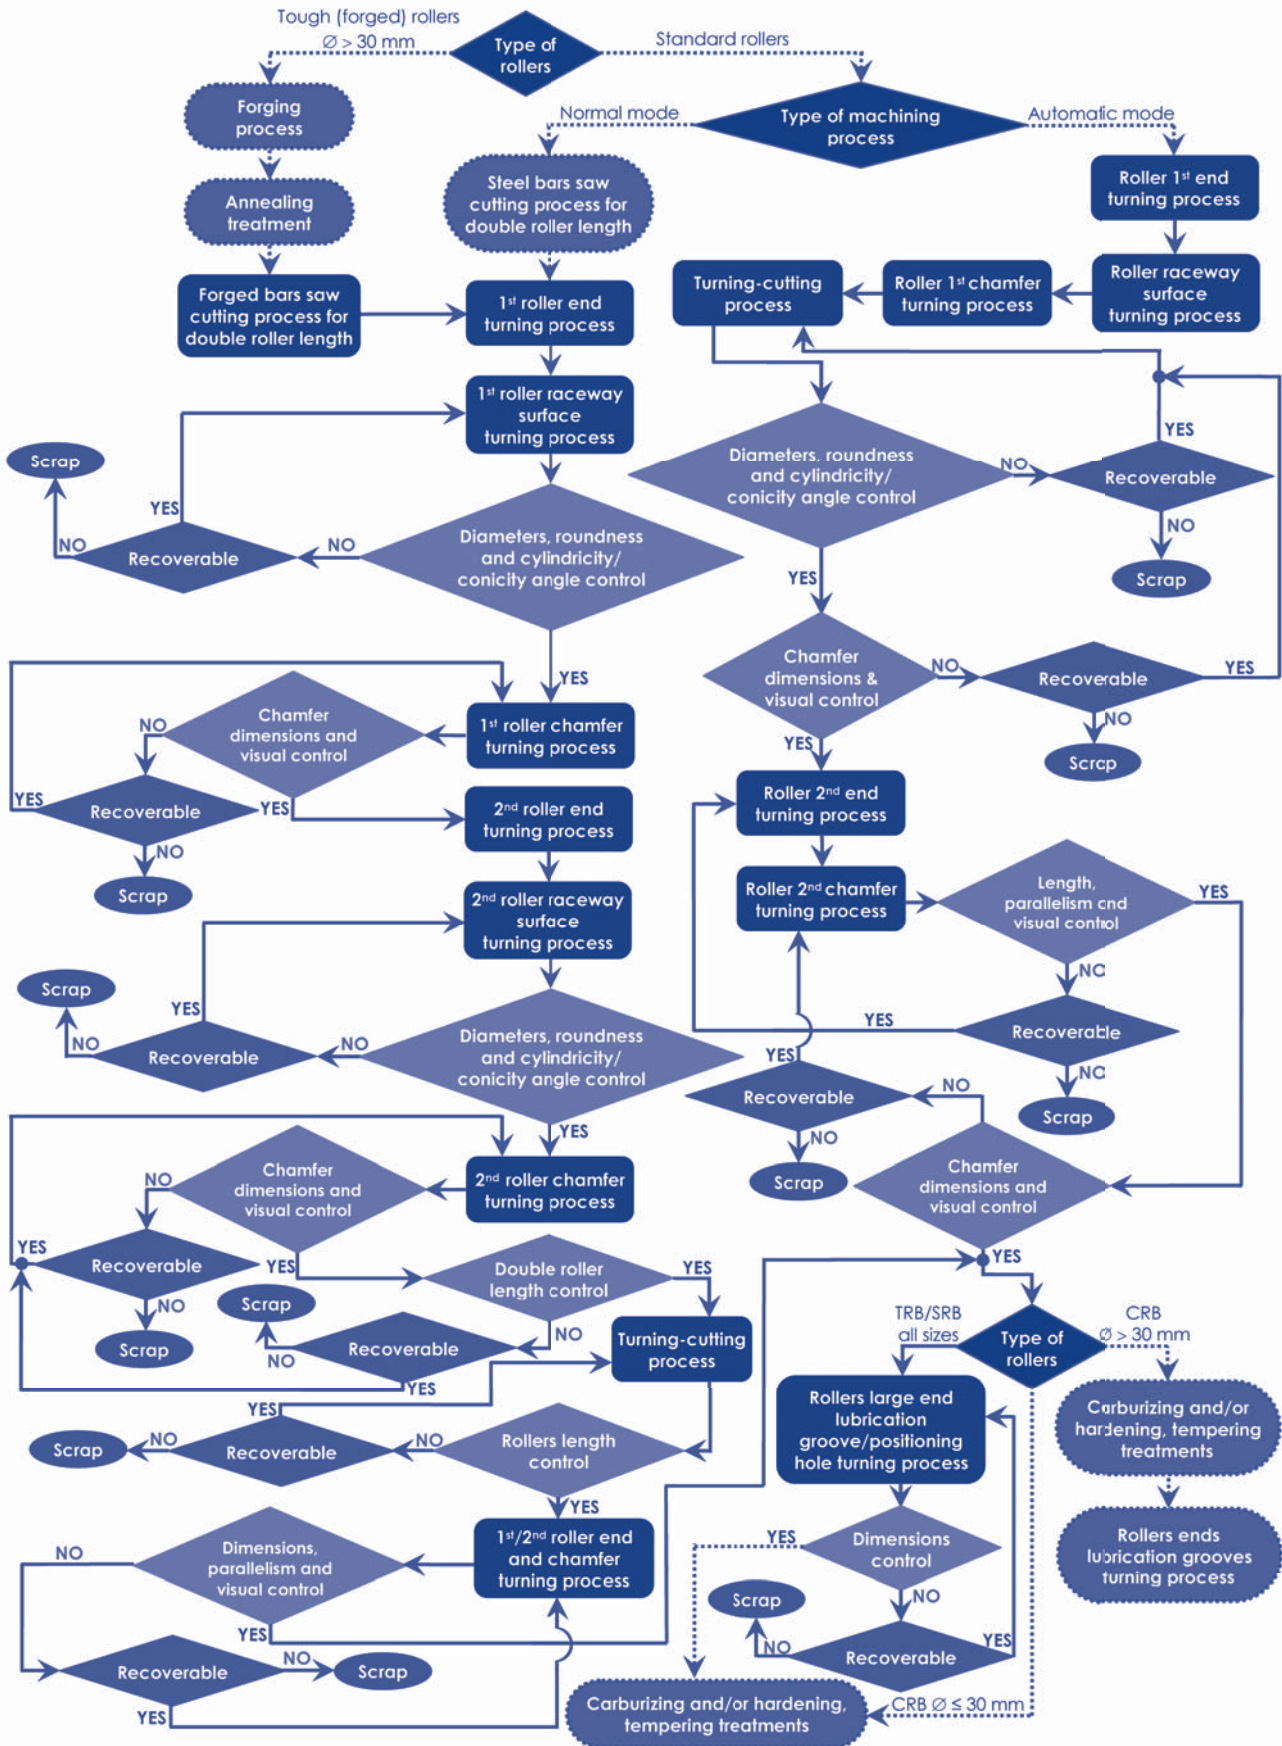 Tough (forged) rollers
Ø > 30 mm
Type of
rollers
Standard rollers
Forging
process
Normal mode
Type of machining
process
Automatic mode
Annealing
treatment
Steel bars saw
cutting process for
double roller length
Roller 1st end
turning process
Forged bars saw
cutting process for
double roller length
1st roller end
turning process
Turning-cutting
process
Roller 1st chamfer
turning process
Roller raceway
surface
turning process
1st roller raceway
surface
turning process
YES
Scrap
Diameters, roundness
and cylindricity/
conicity angle control
NO
Recoverable
YES
NO
Recoverable
NO
Diameters, roundness
and cylindricity/
conicity angle control
NO
Scrap
YES
YES
Chamfer
dimensions &
visual control
NO
Recoverable
YES
NO
Scrap
NO
Chamfer
dimensions and
visual control
1st roller chamfer
turning process
YES
YES
Recoverable
YES
2nd roller end
turning process
Roller 2nd end
turning process
NO
Scrap
2nd roller raceway
surface
turning process
Roller 2nd chamfer
turning process
Length,
parallelism and
visual control
YES
NO
Scrap
YES
NO
Recoverable
NO
Diameters, roundness
and cylindricity/
conicity angle control
YES
Recoverable
NO
Scrap
YES
Recoverable
NO
NO
Scrap
YES
NO
Chamfer
dimensions and
visual control
2nd roller chamfer
turning process
Chamfer
dimensions and
visual control
YES
YES
Recoverable
YES
NO
Scrap
Double roller
length control
YES
Scrap
NO
Recoverable
NO
YES
Turning-cutting
process
TRB/SRB
all sizes
Type of
rollers
CRB
Ø > 30 mm
Rollers large end
lubrication
groove/positioning
hole turning process
Carburizing and/or
hardening, tempering
treatments
YES
Scrap
NO
Recoverable
NO
Rollers length
control
YES
NO
Dimensions,
parallelism and
visual control
1st/2nd roller end
and chamfer
turning process
YES
Dimensions
control
Rollers ends
lubrication grooves
turning process
YES
NO
Scrap
NO
Recoverable
YES
Recoverable
NO
Scrap
YES
Carburizing and/or hardening,
tempering treatments
CRB Ø ≤ 30 mm